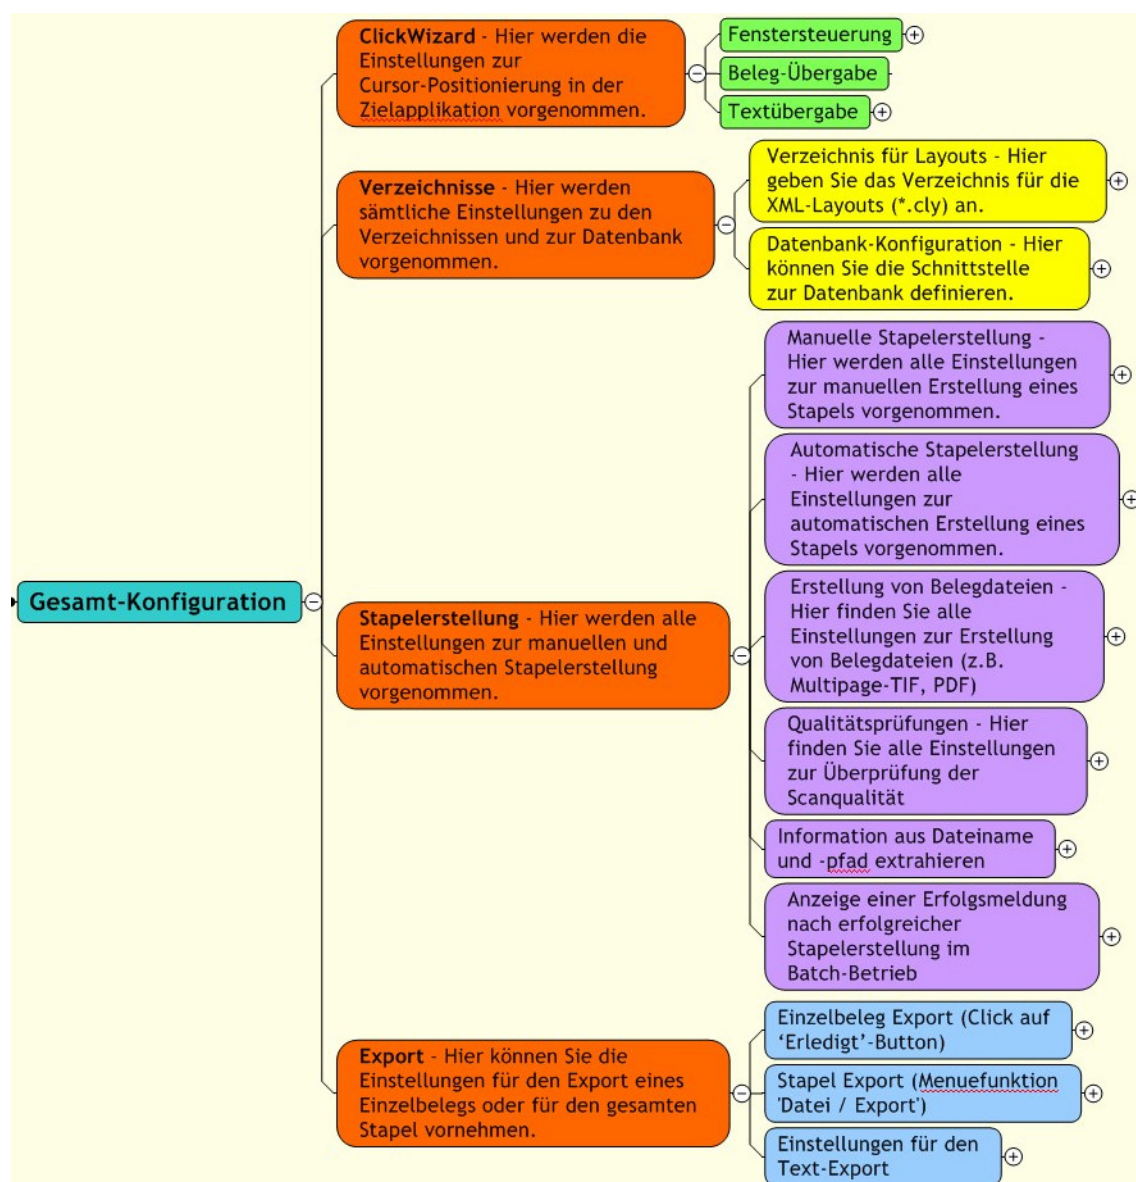 ClickWizard - Hier werden die
Einstellungen zur
Cursor-Positionierung in der
Zielapplikation vorgenommen.
Fenstersteuerung
Beleg-Übergabe
Textübergabe
Verzeichnisse - Hier werden
sämtliche Einstellungen zu den
Verzeichnissen und zur Datenbank
vorgenommen.
Verzeichnis für Layouts - Hier
geben Sie das Verzeichnis für die
XML-Layouts (*.cly) an.
Datenbank-Konfiguration - Hier
können Sie die Schnittstelle
zur Datenbank definieren.
Gesamt-Konfiguration
Stapelerstellung - Hier werden alle
Einstellungen zur manuellen und
automatischen Stapelerstellung
vorgenommen.
Manuelle Stapelerstellung -
Hier werden alle Einstellungen
zur manuellen Erstellung eines
Stapels vorgenommen.
Automatische Stapelerstellung
- Hier werden alle
Einstellungen zur
automatischen Erstellung eines
Stapels vorgenommen.
Erstellung von Belegdateien -
Hier finden Sie alle
Einstellungen zur Erstellung
von Belegdateien (z.B.
Multipage-TIF, PDF)
Qualitätsprüfungen - Hier
finden Sie alle Einstellungen
zur Überprüfung der
Scanqualität
Information aus Dateiname
und -pfad extrahieren
Anzeige einer Erfolgsmeldung
nach erfolgreicher
Stapelerstellung im
Batch-Betrieb
Export - Hier können Sie die
Einstellungen für den Export eines
Einzelbelegs oder für den gesamten
Stapel vornehmen.
Einzelbeleg Export (Click auf
‘Erledigt’-Button)
Stapel Export (Menuefunktion
'Datei / Export')
Einstellungen für den
Text-Export